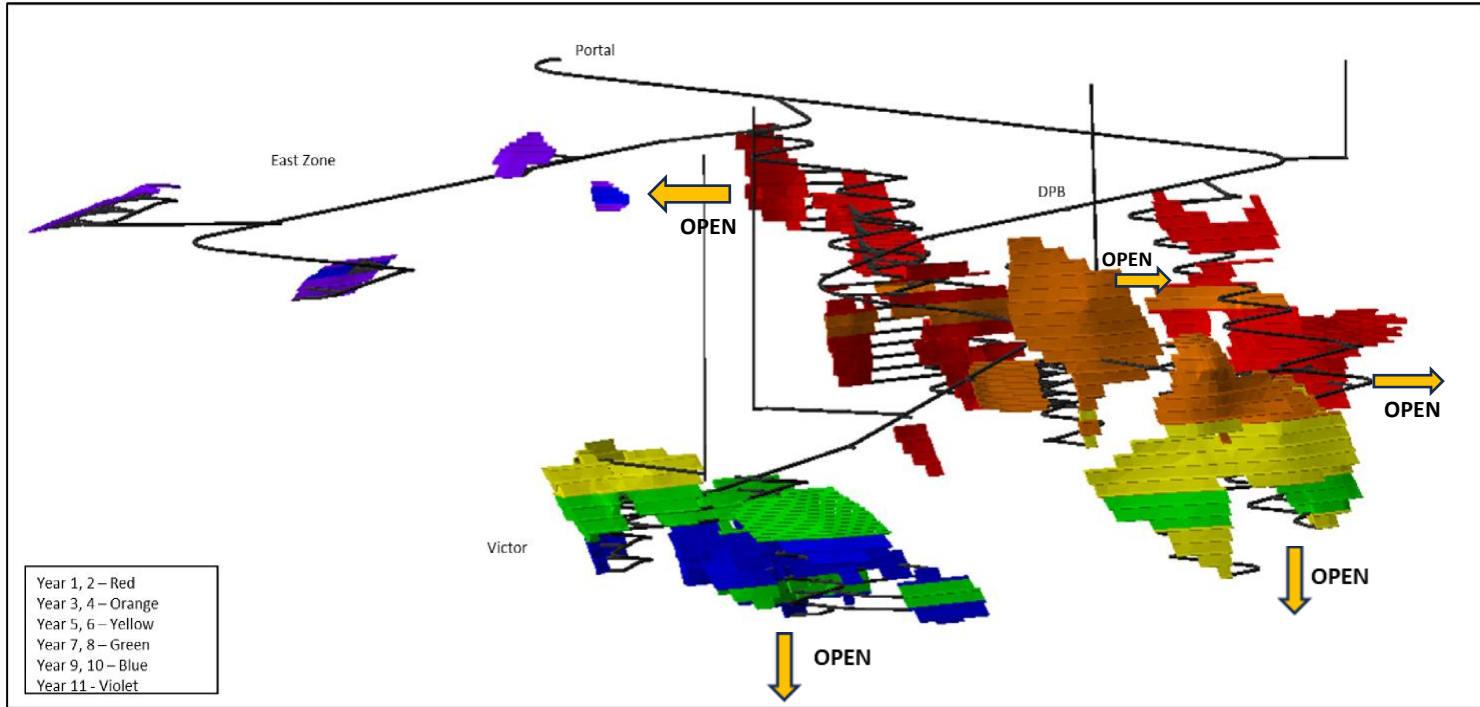 Portal
East Zone
DPB
OPEN
OPEN
OPEN
Victor
OPEN
OPEN
Year 1, 2 – Red
Year 3, 4 – Orange
Year 5, 6 – Yellow
Year 7, 8 – Green
Year 9, 10 – Blue
Year 11 - Violet